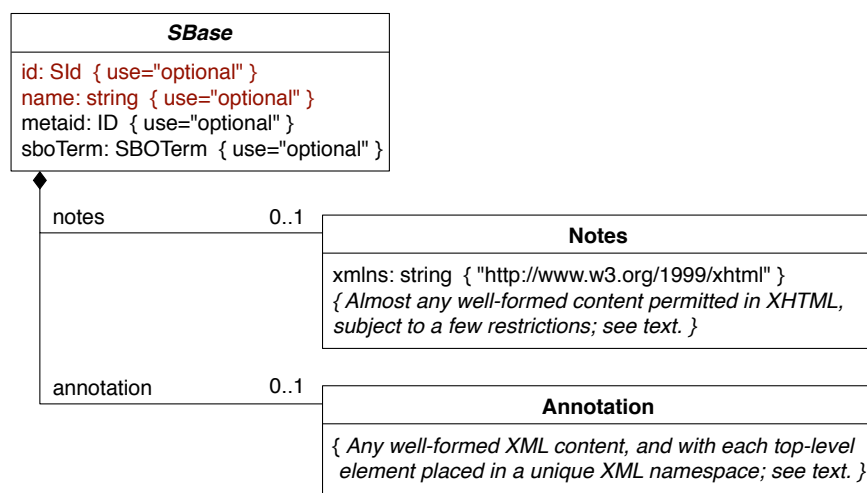 SBase
id: SId { use="optional" }
name: string { use="optional" }
metaid: ID { use="optional" }
sboTerm: SBOTerm { use="optional" }
notes 0..1
Notes
xmlns: string { "http://www.w3.org/1999/xhtml" }
{ Almost any well-formed content permitted in XHTML,
subject to a few restrictions; see text. }
annotation 0..1
Annotation
{ Any well-formed XML content, and with each top-level
element placed in a unique XML namespace; see text. }